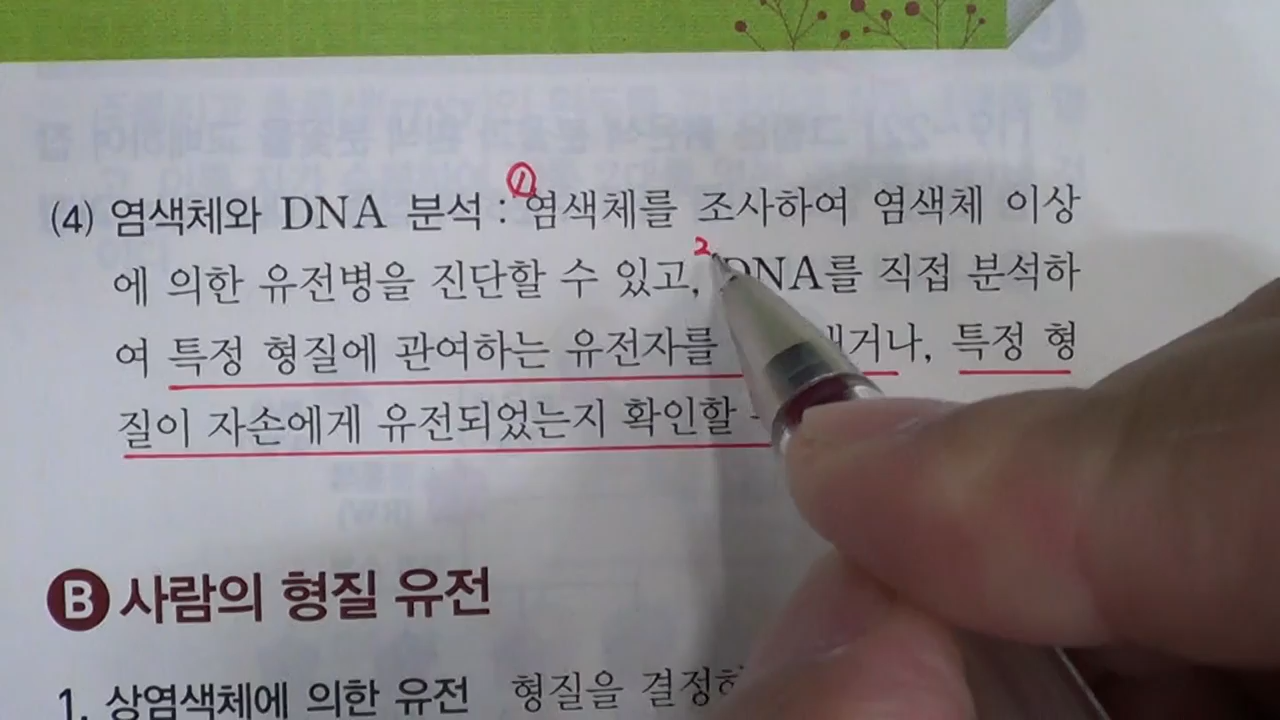 ①
(4) 염색체와 DNA 분석 : 염색체를 조사하여 염색체 이상
2
에 의한 유전병을 진단할 수 있고, DNA를 직접 분석하
여 특정 형질에 관여하는 유전자를 거나, 특정 형
질이 자손에게 유전되었는지 확인할
B 사람의 형질 유전
1. 상염색체에 의한 유전 형질을